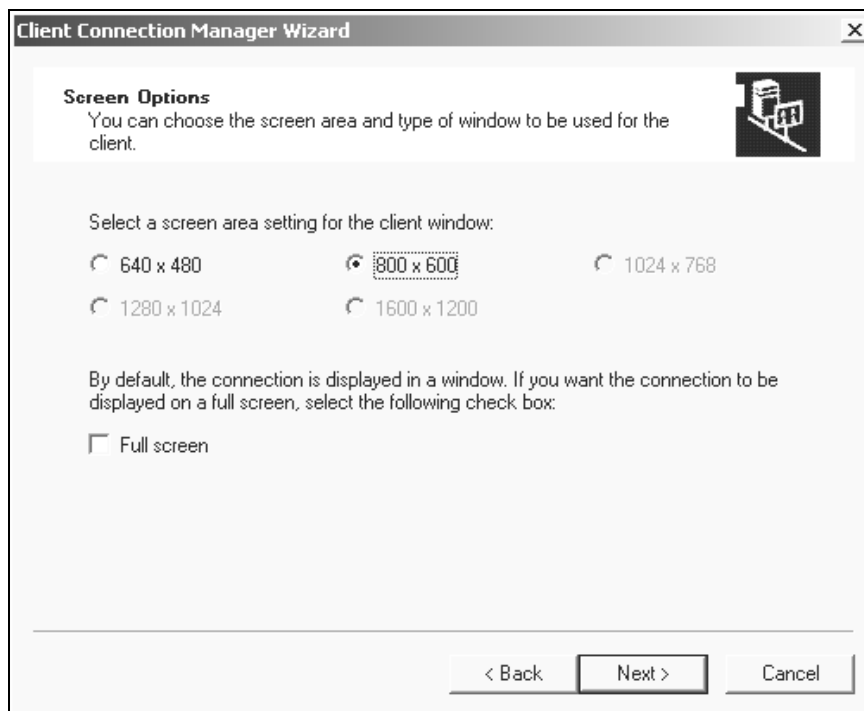 Client Connection Manager Wizard
Screen Options
You can choose the screen area and type of window to be used for the
client.
Select a screen area setting for the client window:
640 x 480
800 x 600
1024 x 768
1280 x 1024
1600 x 1200
By default, the connection is displayed in a window. If you want the connection to be
displayed on a full screen, select the following check box:
Full screen
< Back
Next >
Cancel